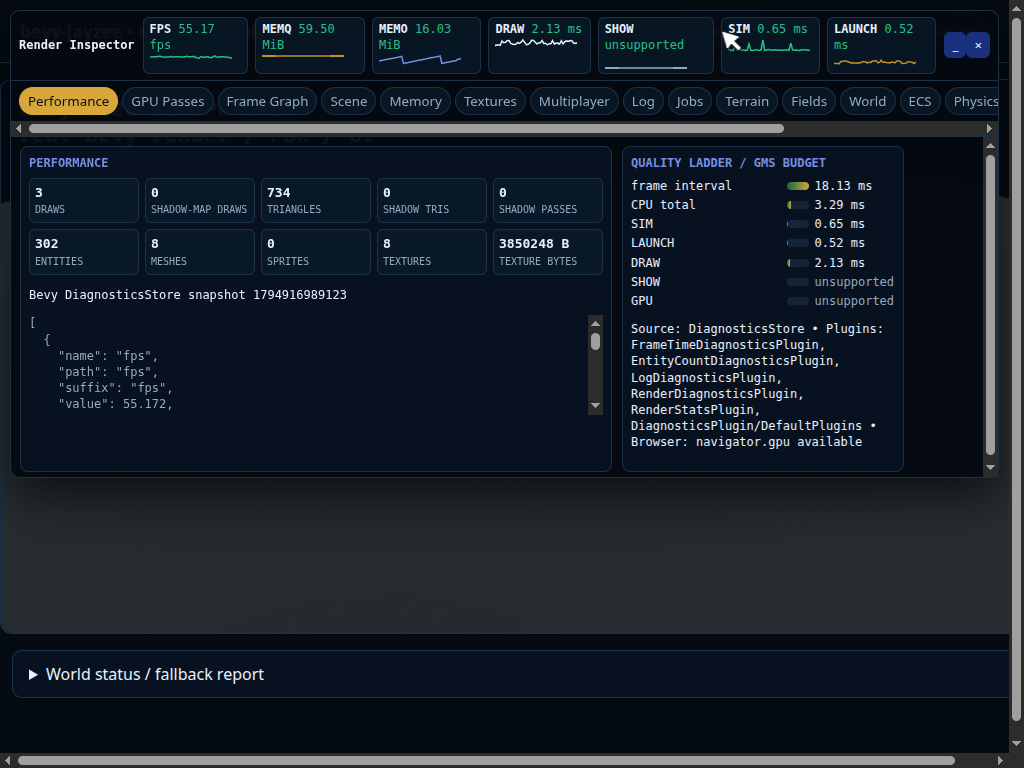 Render Inspector
FPS 55.17 fps
MEMQ 59.50 MiB
MEMO 16.03 MiB
DRAW 2.13 ms
SHOW unsupported
SIM 0.65 ms
LAUNCH 0.52 ms
_ ×
Performance GPU Passes Frame Graph Scene Memory Textures Multiplayer Log Jobs Terrain Fields World ECS Physics
PERFORMANCE
3 DRAWS
0 SHADOW-MAP DRAWS
734 TRIANGLES
0 SHADOW TRIS
0 SHADOW PASSES
302 ENTITIES
8 MESHES
0 SPRITES
8 TEXTURES
3850248 B TEXTURE BYTES
Bevy DiagnosticsStore snapshot 1794916989123
[
{
"name": "fps",
"path": "fps",
"suffix": "fps",
"value": 55.172,
QUALITY LADDER / GMS BUDGET
frame interval 18.13 ms
CPU total 3.29 ms
SIM 0.65 ms
LAUNCH 0.52 ms
DRAW 2.13 ms
SHOW unsupported
GPU unsupported
Source: DiagnosticsStore • Plugins:
FrameTimeDiagnosticsPlugin,
EntityCountDiagnosticsPlugin,
LogDiagnosticsPlugin,
RenderDiagnosticsPlugin,
RenderStatsPlugin,
DiagnosticsPlugin/DefaultPlugins •
Browser: navigator.gpu available
World status / fallback report